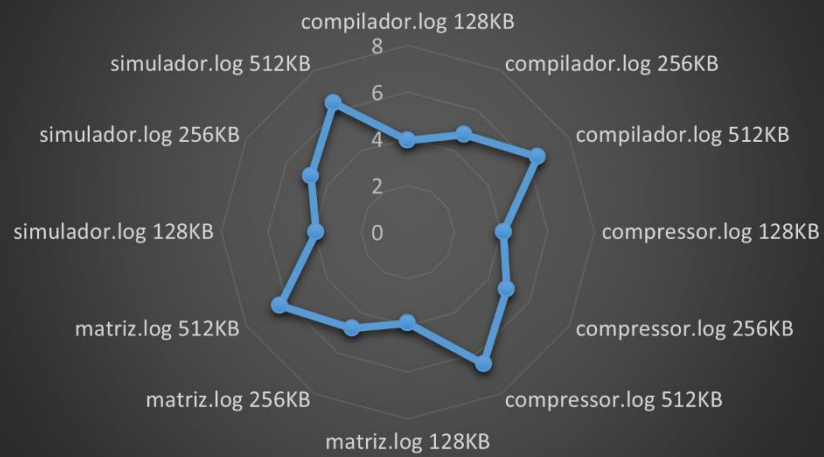 compilador.log 128KB
compilador.log 256KB
compilador.log 512KB
compressor.log 128KB
compressor.log 256KB
compressor.log 512KB
matriz.log 128KB
matriz.log 256KB
matriz.log 512KB
simulador.log 128KB
simulador.log 256KB
simulador.log 512KB
8
6
4
2
0